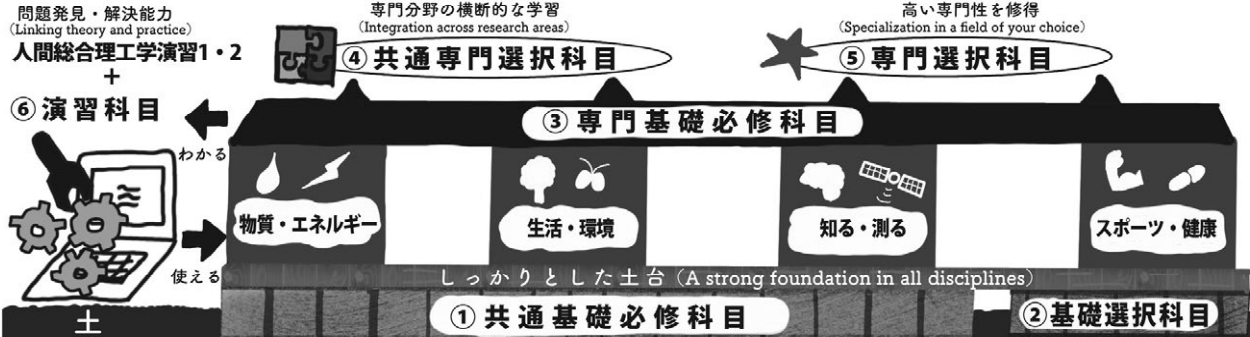 問題発見・解決能力
(Linking theory and practice)
人間総合理工学演習1・2
+
⑥演習科目
専門分野の横断的な学習
(Integration across research areas)
④共通専門選択科目
高い専門性を修得
(Specialization in a field of your choice)
⑤専門選択科目
③専門基礎必修科目
わかる
使える
物質・エネルギー
生活・環境
知る・測る
スポーツ・健康
しっかりとした土台(A strong foundation in all disciplines)
土
①共通基礎必修科目
②基礎選択科目